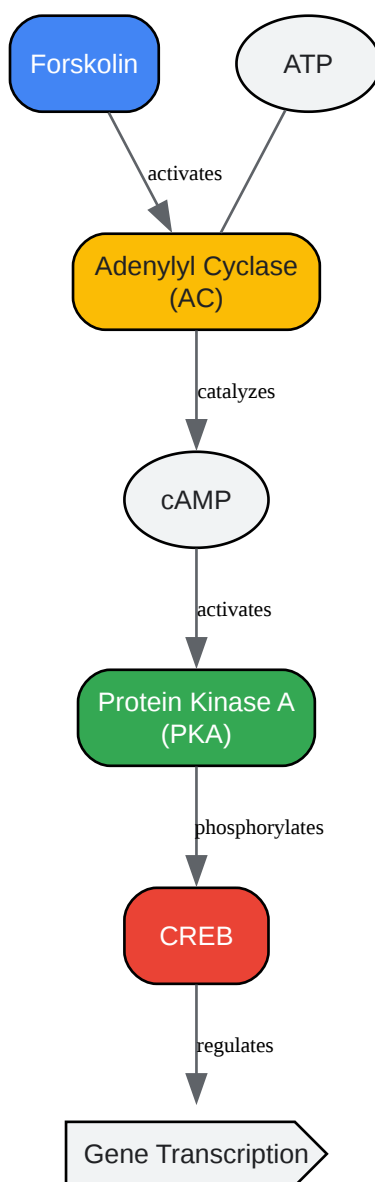 Forskolin
ATP
activates
Adenylyl Cyclase
(AC)
catalyzes
cAMP
activates
Protein Kinase A
(PKA)
phosphorylates
CREB
regulates
Gene Transcription